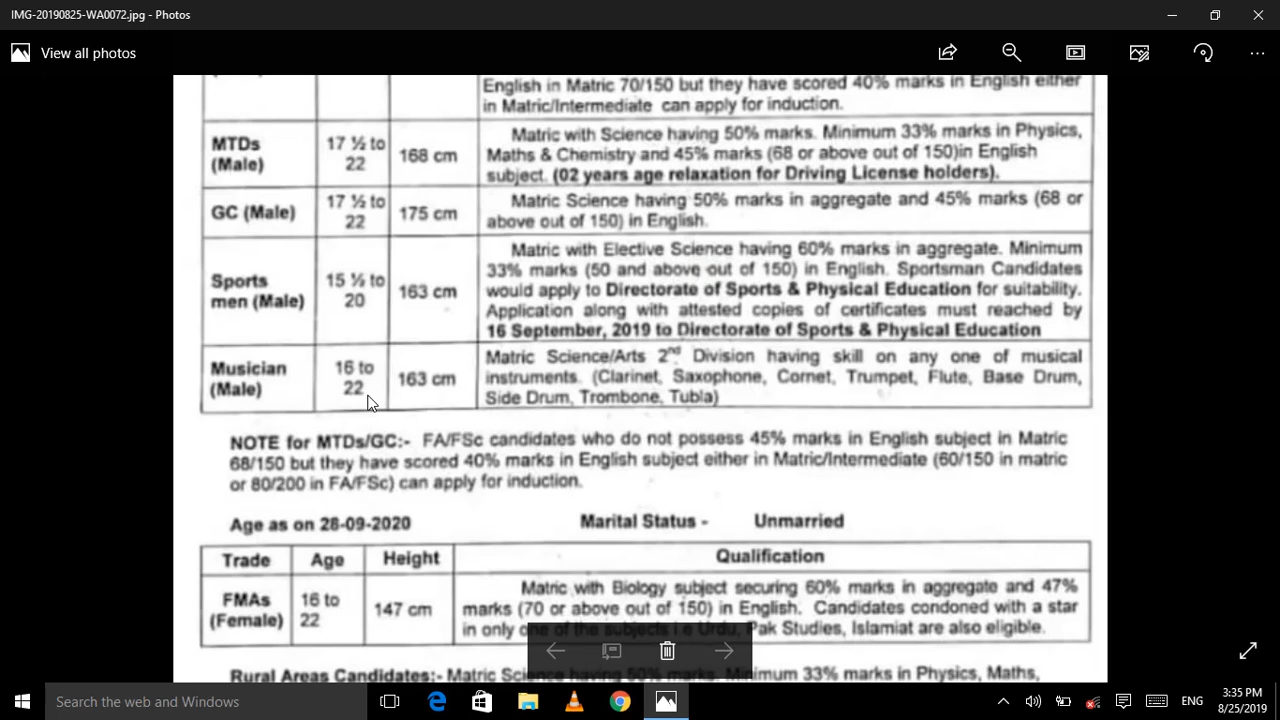 IMG-20190825-WA0072.jpg - Photos
View all photos
English in Matric 70/150 but they have scored 40% marks in English either
in Matric/Intermediate can apply for induction.
MTDs (Male) 17 ½ to 22 168 cm Matric with Science having 50% marks. Minimum 33% marks in Physics,
Maths & Chemistry and 45% marks (68 or above out of 150)in English
subject. (02 years age relaxation for Driving License holders).
GC (Male) 17 ½ to 22 175 cm Matric Science having 50% marks in aggregate and 45% marks (68 or
above out of 150) in English.
Sports men (Male) 15 ½ to 20 163 cm Matric with Elective Science having 60% marks in aggregate. Minimum
33% marks (50 and above out of 150) in English. Sportsman Candidates
would apply to Directorate of Sports & Physical Education for suitability.
Application along with attested copies of certificates must reached by
16 September, 2019 to Directorate of Sports & Physical Education
Musician (Male) 16 to 22 163 cm Matric Science/Arts 2nd Division having skill on any one of musical
instruments. (Clarinet, Saxophone, Cornet, Trumpet, Flute, Base Drum,
Side Drum, Trombone, Tubla)
NOTE for MTDs/GC:- FA/FSc candidates who do not possess 45% marks in English subject in Matric
68/150 but they have scored 40% marks in English subject either in Matric/Intermediate (60/150 in matric
or 80/200 in FA/FSc) can apply for induction.
Age as on 28-09-2020 Marital Status - Unmarried
Trade Age Height Qualification
FMAs (Female) 16 to 22 147 cm Matric with Biology subject securing 60% marks in aggregate and 47%
marks (70 or above out of 150) in English. Candidates condoned with a star
in only one of the subjects i.e Urdu, Pak Studies, Islamiat are also eligible.
Rural Areas Candidates:- Matric Science having 50% marks. Minimum 33% marks in Physics, Maths,
Search the web and Windows
ENG
3:35 PM
8/25/2019